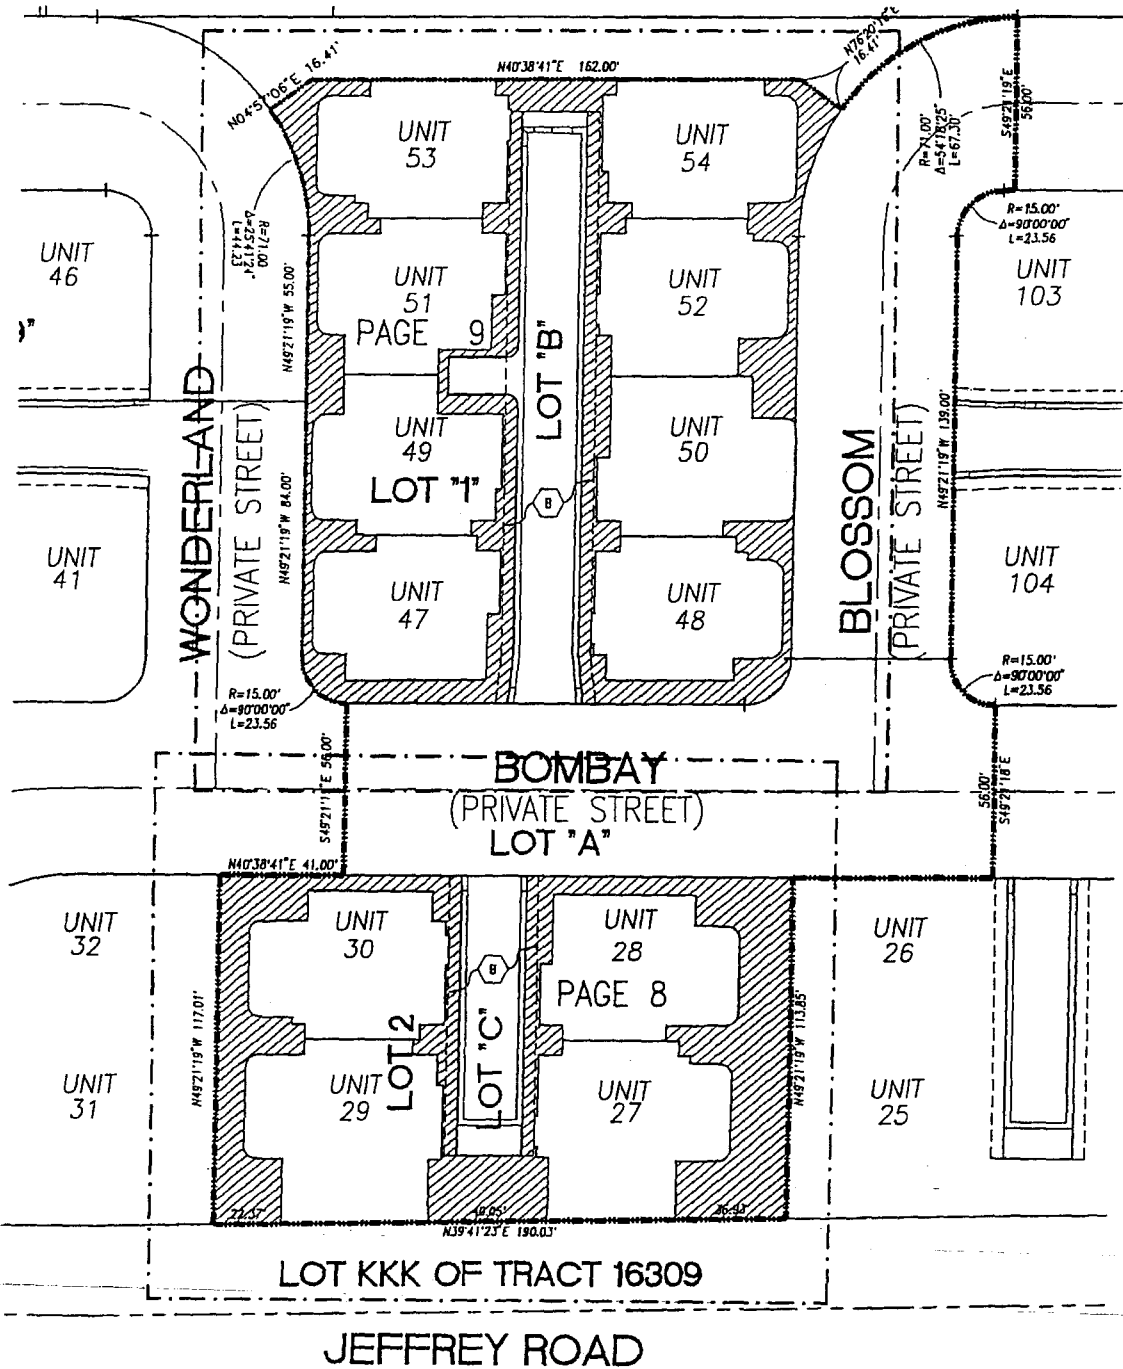 N04°57'06"E 16.41'
N40°38'41"E 162.00'
N76°20'16"E
16.41'
R=71.00'
Δ=54°18'25"
L=67.30'
S49°21'19"E
56.00'
UNIT
53
UNIT
54
R=71.00'
Δ=25°41'24"
L=44.23
R=15.00'
Δ=90°00'00"
L=23.56
UNIT
46
UNIT
51
UNIT
52
UNIT
103
N49°21'19"W 55.00'
PAGE 9
LOT "B"
WONDERLAND
(PRIVATE STREET)
UNIT
49
UNIT
50
LOT "1"
B
BLOSSOM
(PRIVATE STREET)
N49°21'19"W 139.00'
N49°21'19"W 84.00'
UNIT
41
UNIT
47
UNIT
48
UNIT
104
R=15.00'
Δ=90°00'00"
L=23.56
R=15.00'
Δ=90°00'00"
L=23.56
S49°21'19"E 56.00'
BOMBAY
(PRIVATE STREET)
LOT "A"
56.00'
S49°21'18"E
N40°38'41"E 41.00'
UNIT
32
UNIT
30
UNIT
28
UNIT
26
B
PAGE 8
N49°21'19"W 117.01'
LOT 2
LOT "C"
N49°21'19"W 113.85'
UNIT
31
UNIT
29
UNIT
27
UNIT
25
N39°41'23"E 190.03'
LOT KKK OF TRACT 16309
JEFFREY ROAD